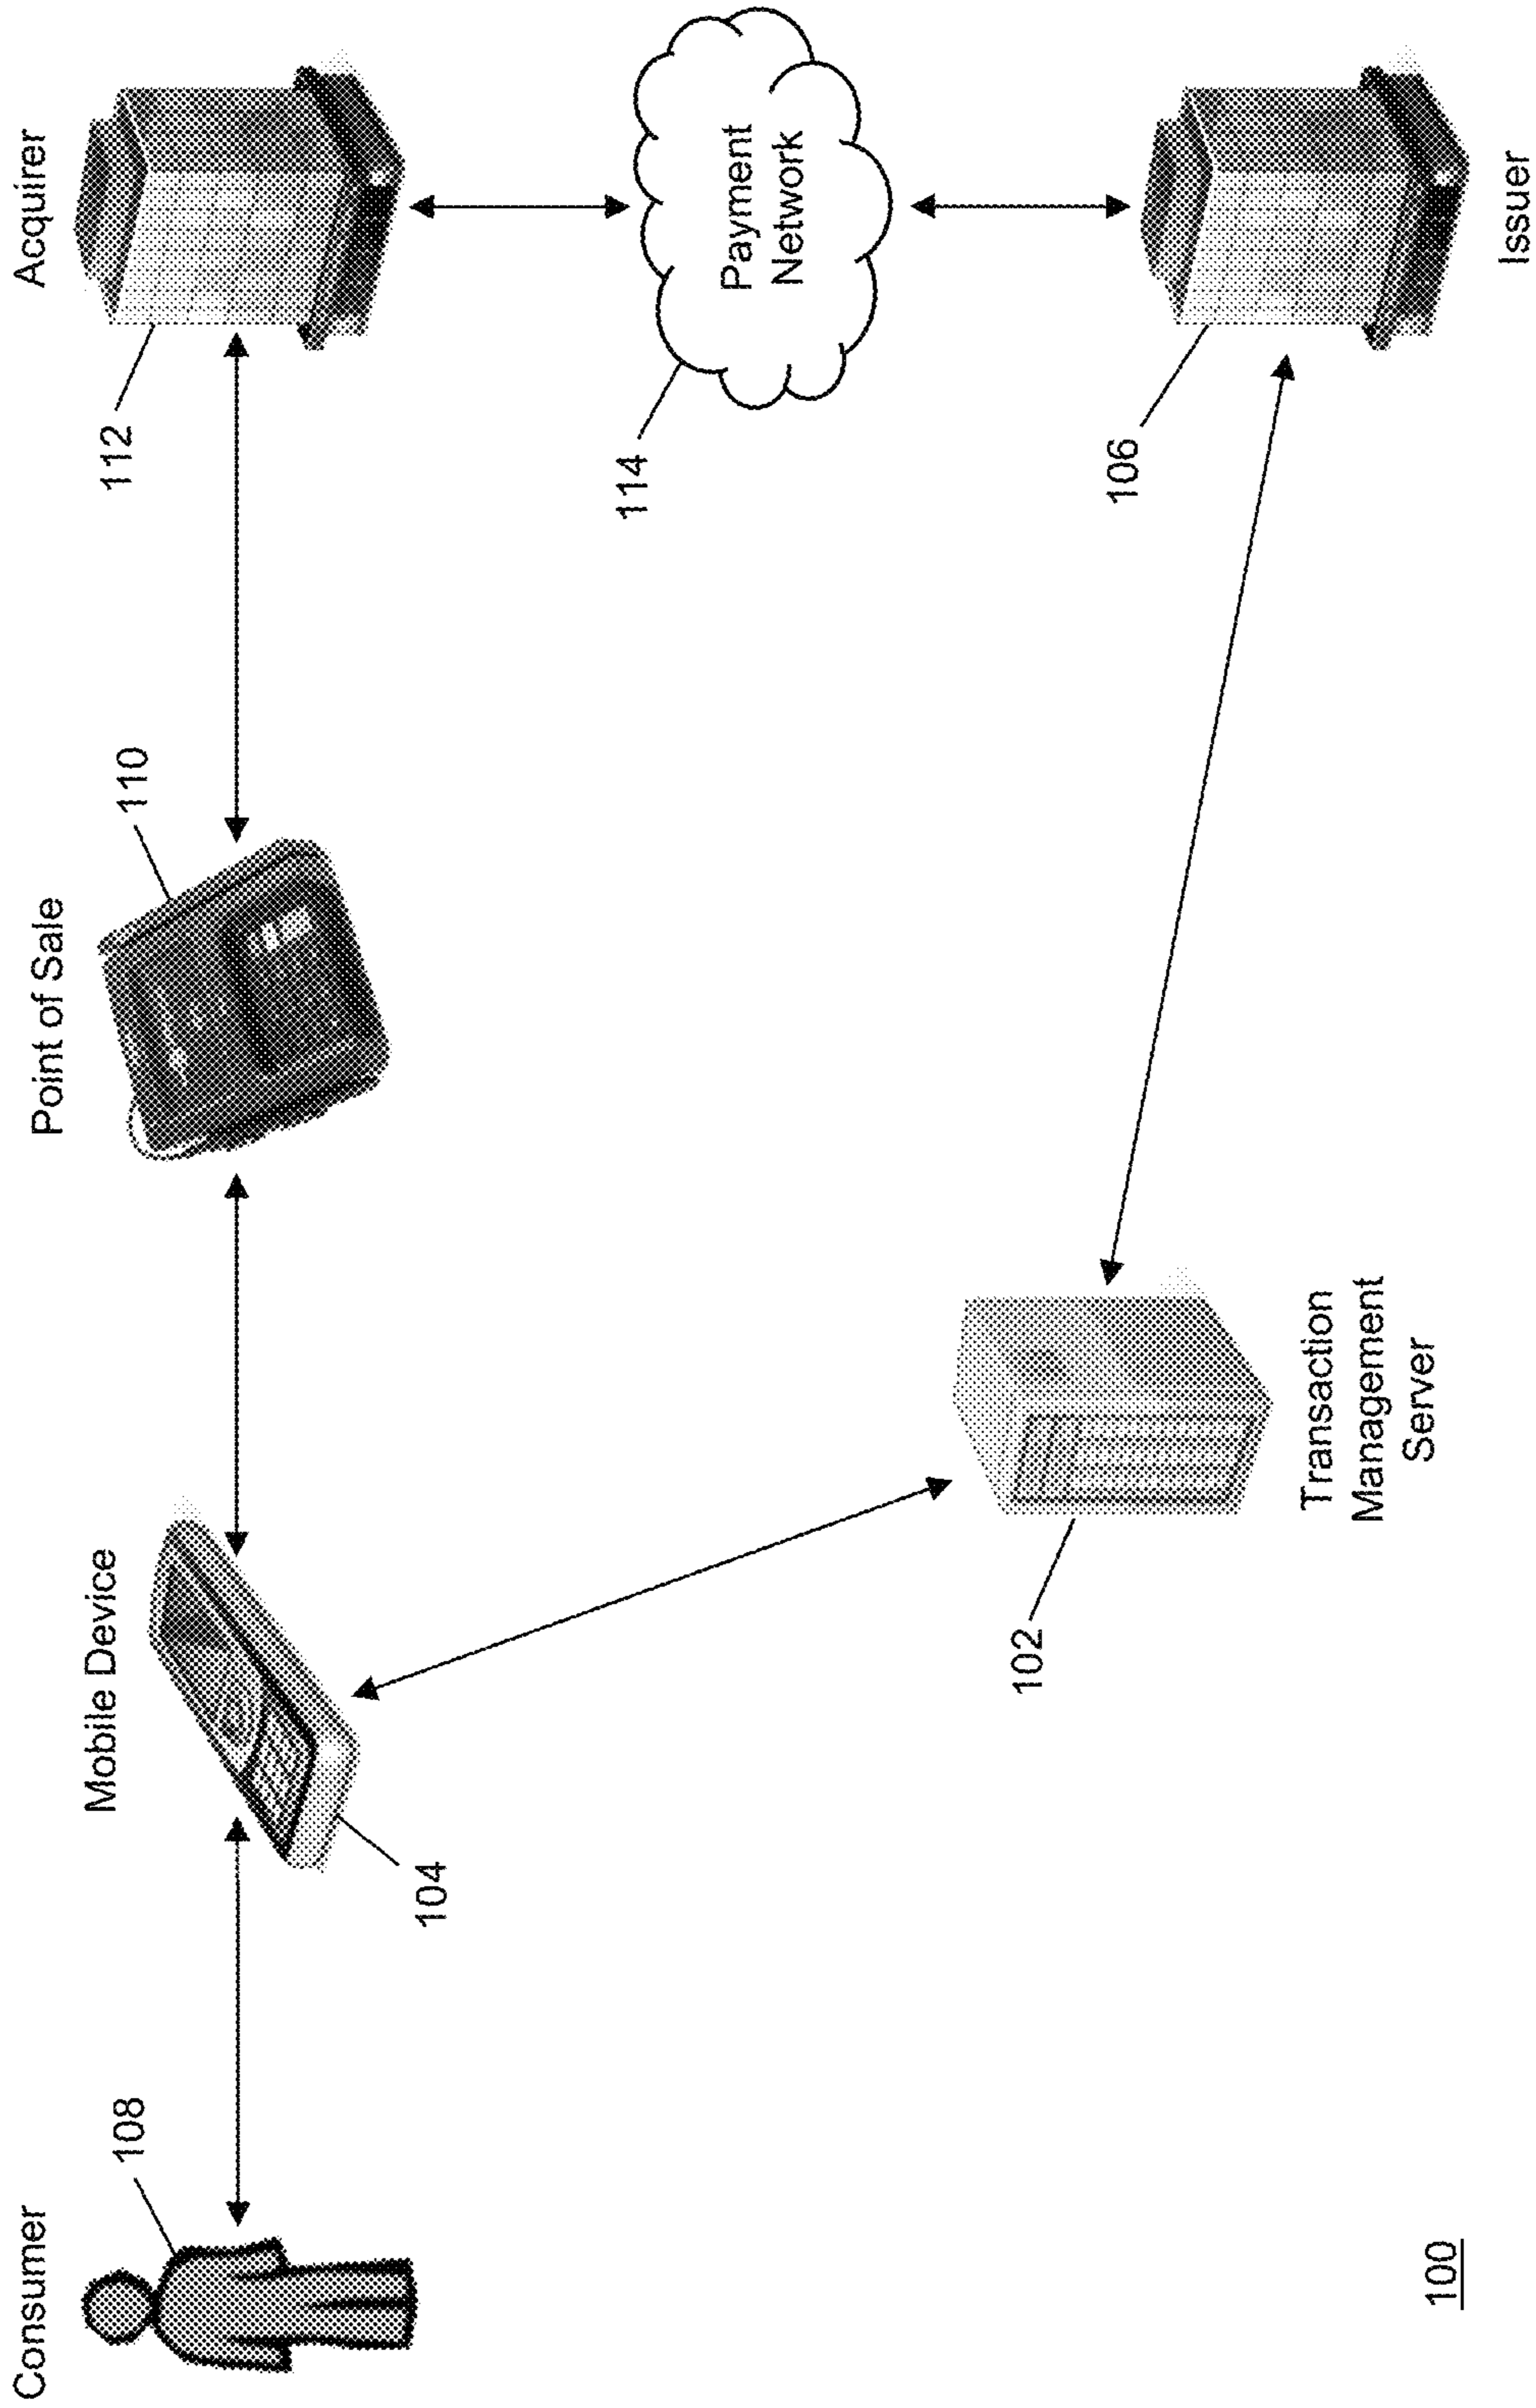 Consumer
108
Mobile Device
104
Point of Sale
110
Acquirer
112
Payment
Network
114
Transaction
Management
Server
102
106
Issuer
100